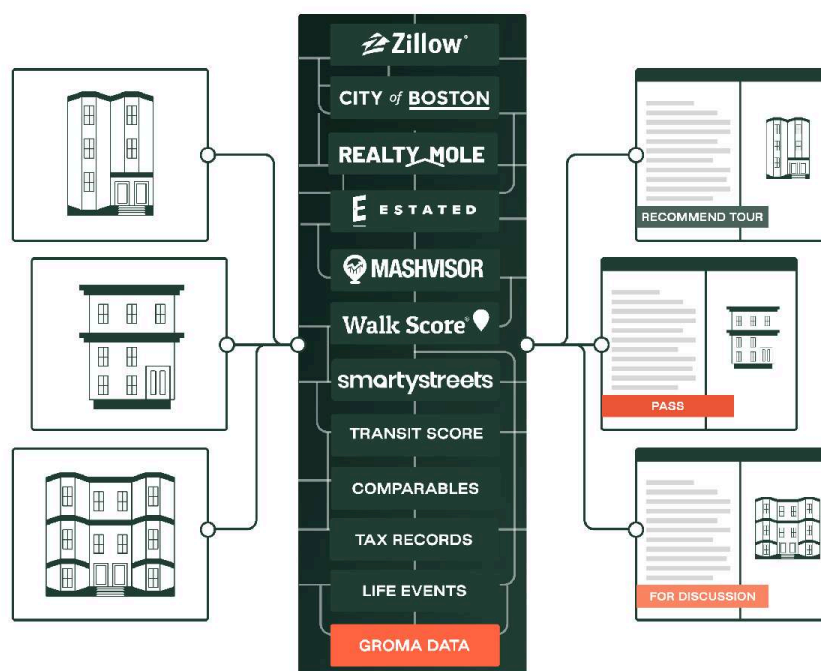 Zillow®
CITY of BOSTON
REALTY MOLE
E ESTATED
MASHVISOR
Walk Score®
smartystreets
TRANSIT SCORE
COMPARABLES
TAX RECORDS
LIFE EVENTS
GROMA DATA
RECOMMEND TOUR
PASS
FOR DISCUSSION